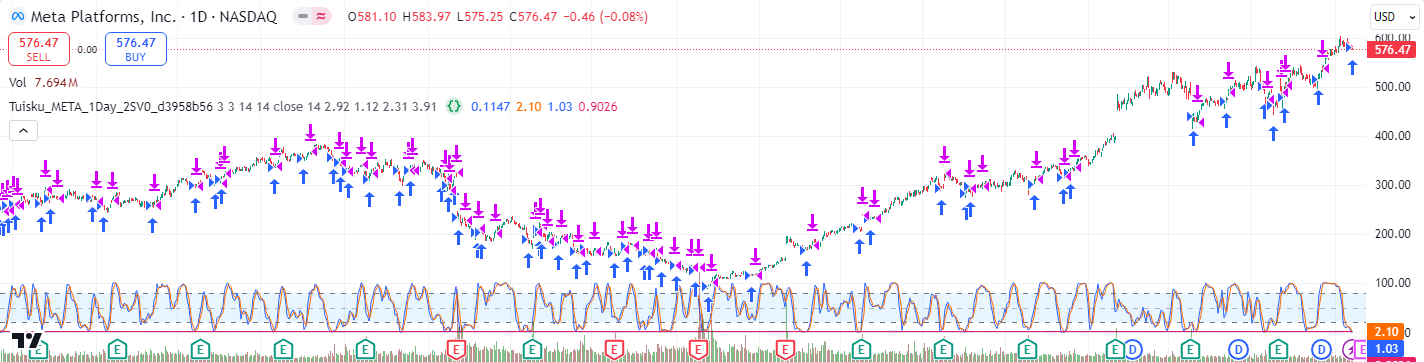 Meta Platforms, Inc. · 1D · NASDAQ O581.10 H583.97 L575.25 C576.47 −0.46 (−0.08%)
USD
576.47
SELL
0.00
576.47
BUY
600.00
576.47
Vol 7.694M
500.00
Tuisku_META_1Day_2SV0_d3958b56 3 3 14 14 close 14 2.92 1.12 2.31 3.91 {} 0.1147 2.10 1.03 0.9026
400.00
300.00
200.00
100.00
2.10
1.03
E E E E E E E E E E E E E E D E D E D E